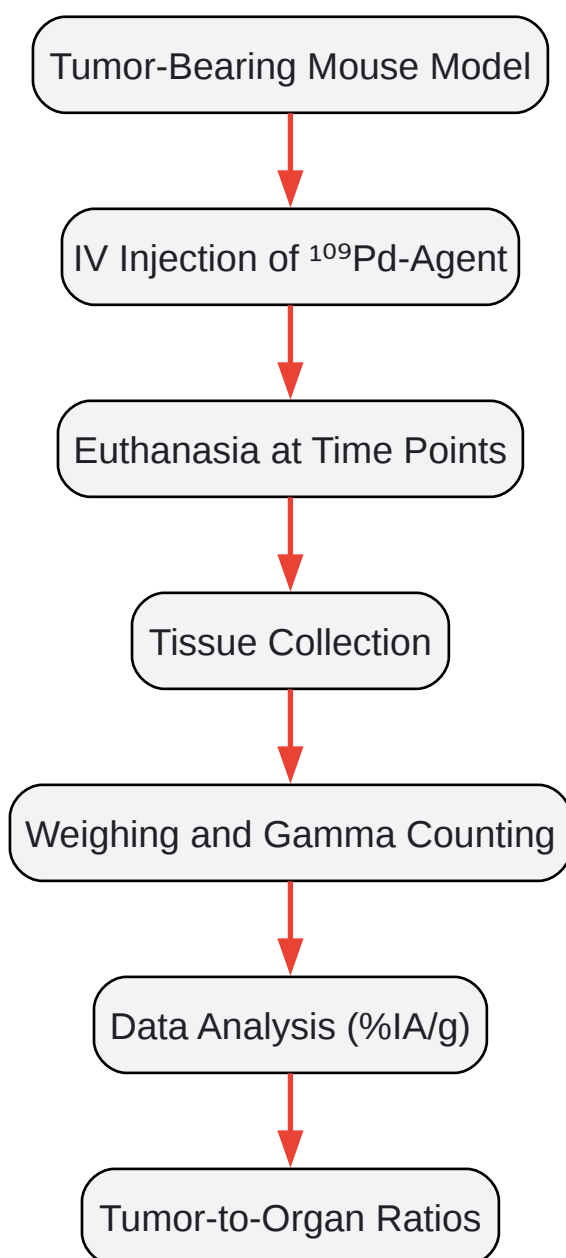 Tumor-Bearing Mouse Model
IV Injection of ¹⁰⁹Pd-Agent
Euthanasia at Time Points
Tissue Collection
Weighing and Gamma Counting
Data Analysis (%IA/g)
Tumor-to-Organ Ratios